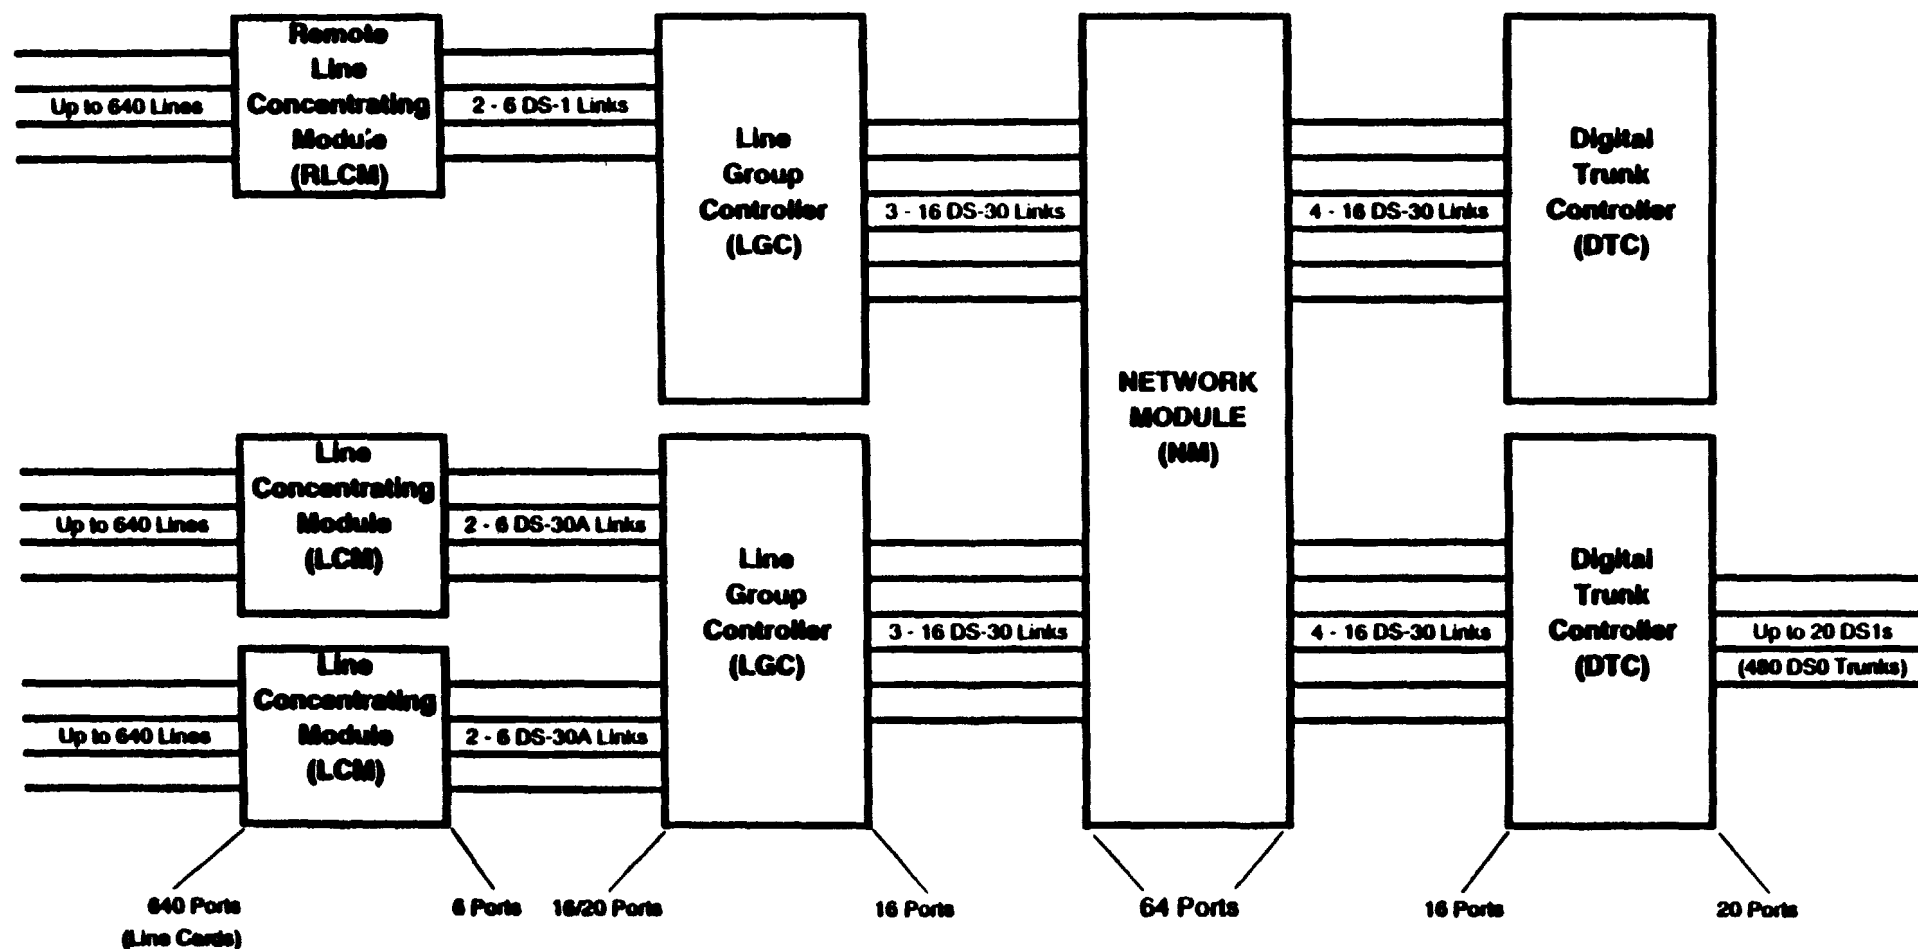 Remote
Line
Concentrating
Module
(RLCM)
Up to 640 Lines
2 - 6 DS-1 Links
Line
Group
Controller
(LGC)
3 - 16 DS-30 Links
4 - 16 DS-30 Links
Digital
Trunk
Controller
(DTC)
NETWORK
MODULE
(NM)
Line
Concentrating
Module
(LCM)
Up to 640 Lines
2 - 6 DS-30A Links
Line
Group
Controller
(LGC)
3 - 16 DS-30 Links
4 - 16 DS-30 Links
Digital
Trunk
Controller
(DTC)
Up to 20 DS1s
(480 DS0 Trunks)
Line
Concentrating
Module
(LCM)
Up to 640 Lines
2 - 6 DS-30A Links
640 Ports
(Line Cards)
6 Ports
16/20 Ports
16 Ports
64 Ports
16 Ports
20 Ports